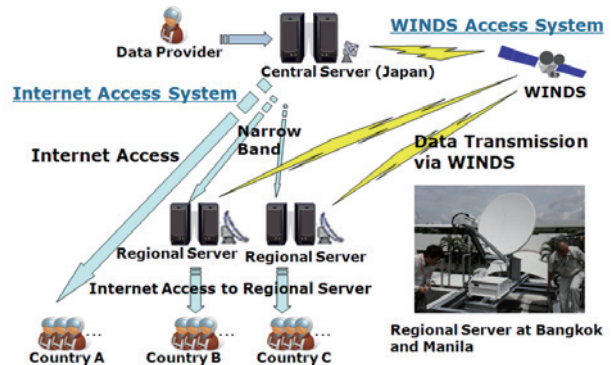 WINDS Access System
Data Provider
Central Server (Japan)
Internet Access System
WINDS
Narrow
Band
Internet Access
Data Transmission
via WINDS
Regional Server
Regional Server
Internet Access to Regional Server
...
...
...
Country A
Country B
Country C
Regional Server at Bangkok
and Manila